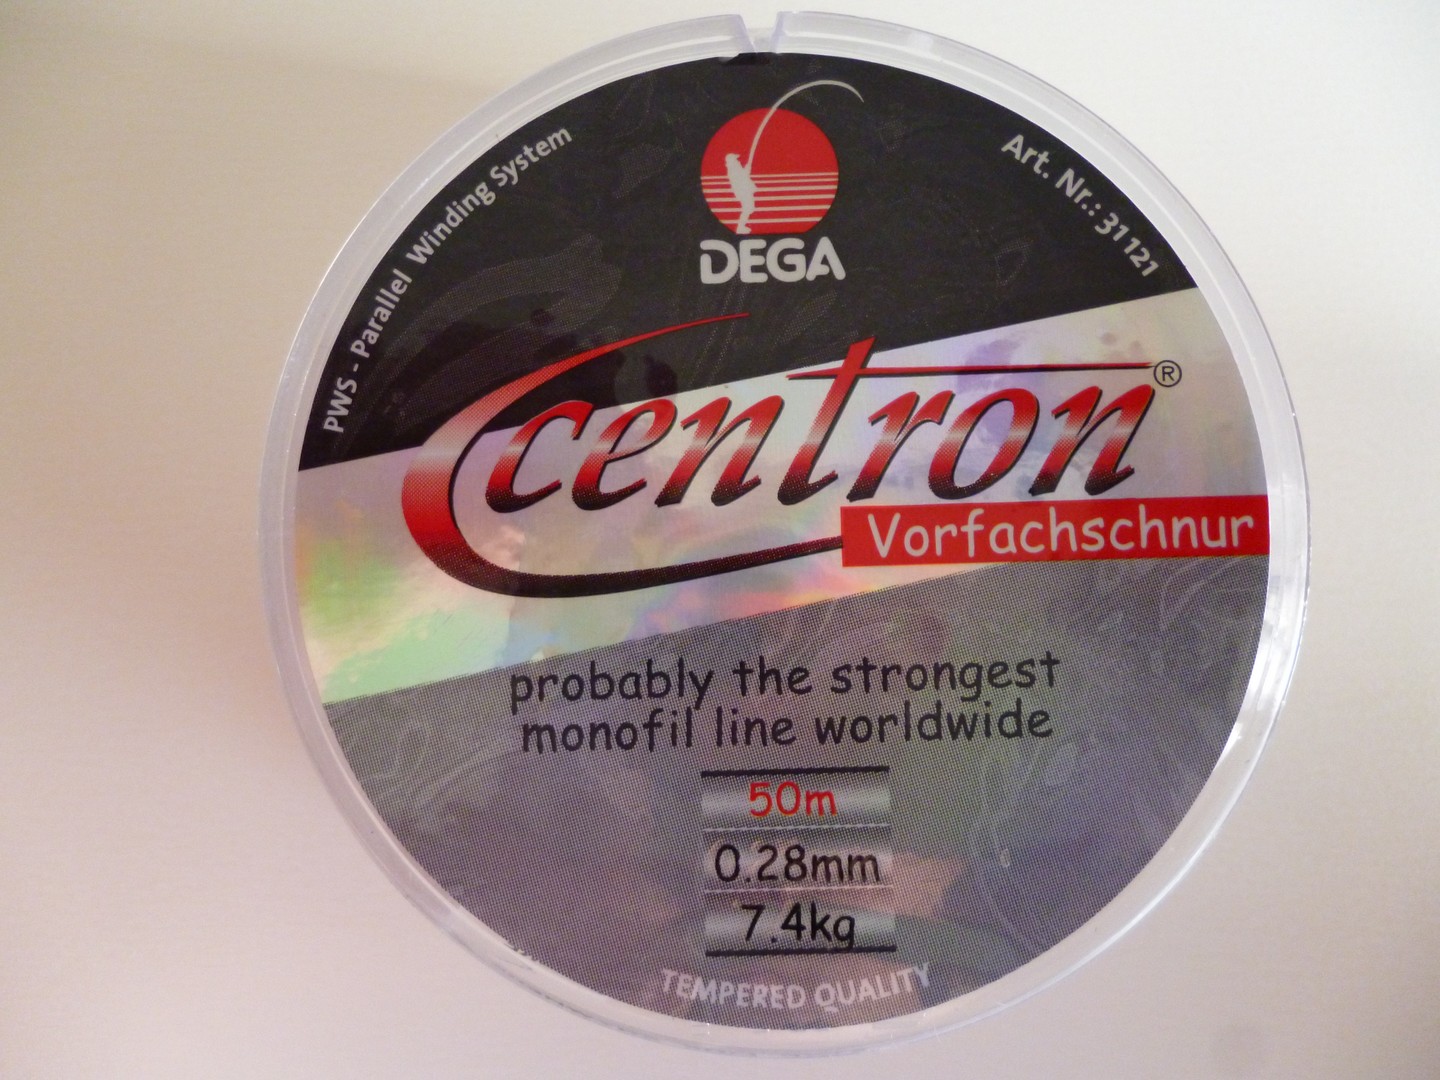 PWS - Parallel Winding System
DEGA
Art. Nr.: 31121
centron®
Vorfachschnur
probably the strongest
monofil line worldwide
50m
0.28mm
7.4kg
TEMPERED QUALITY